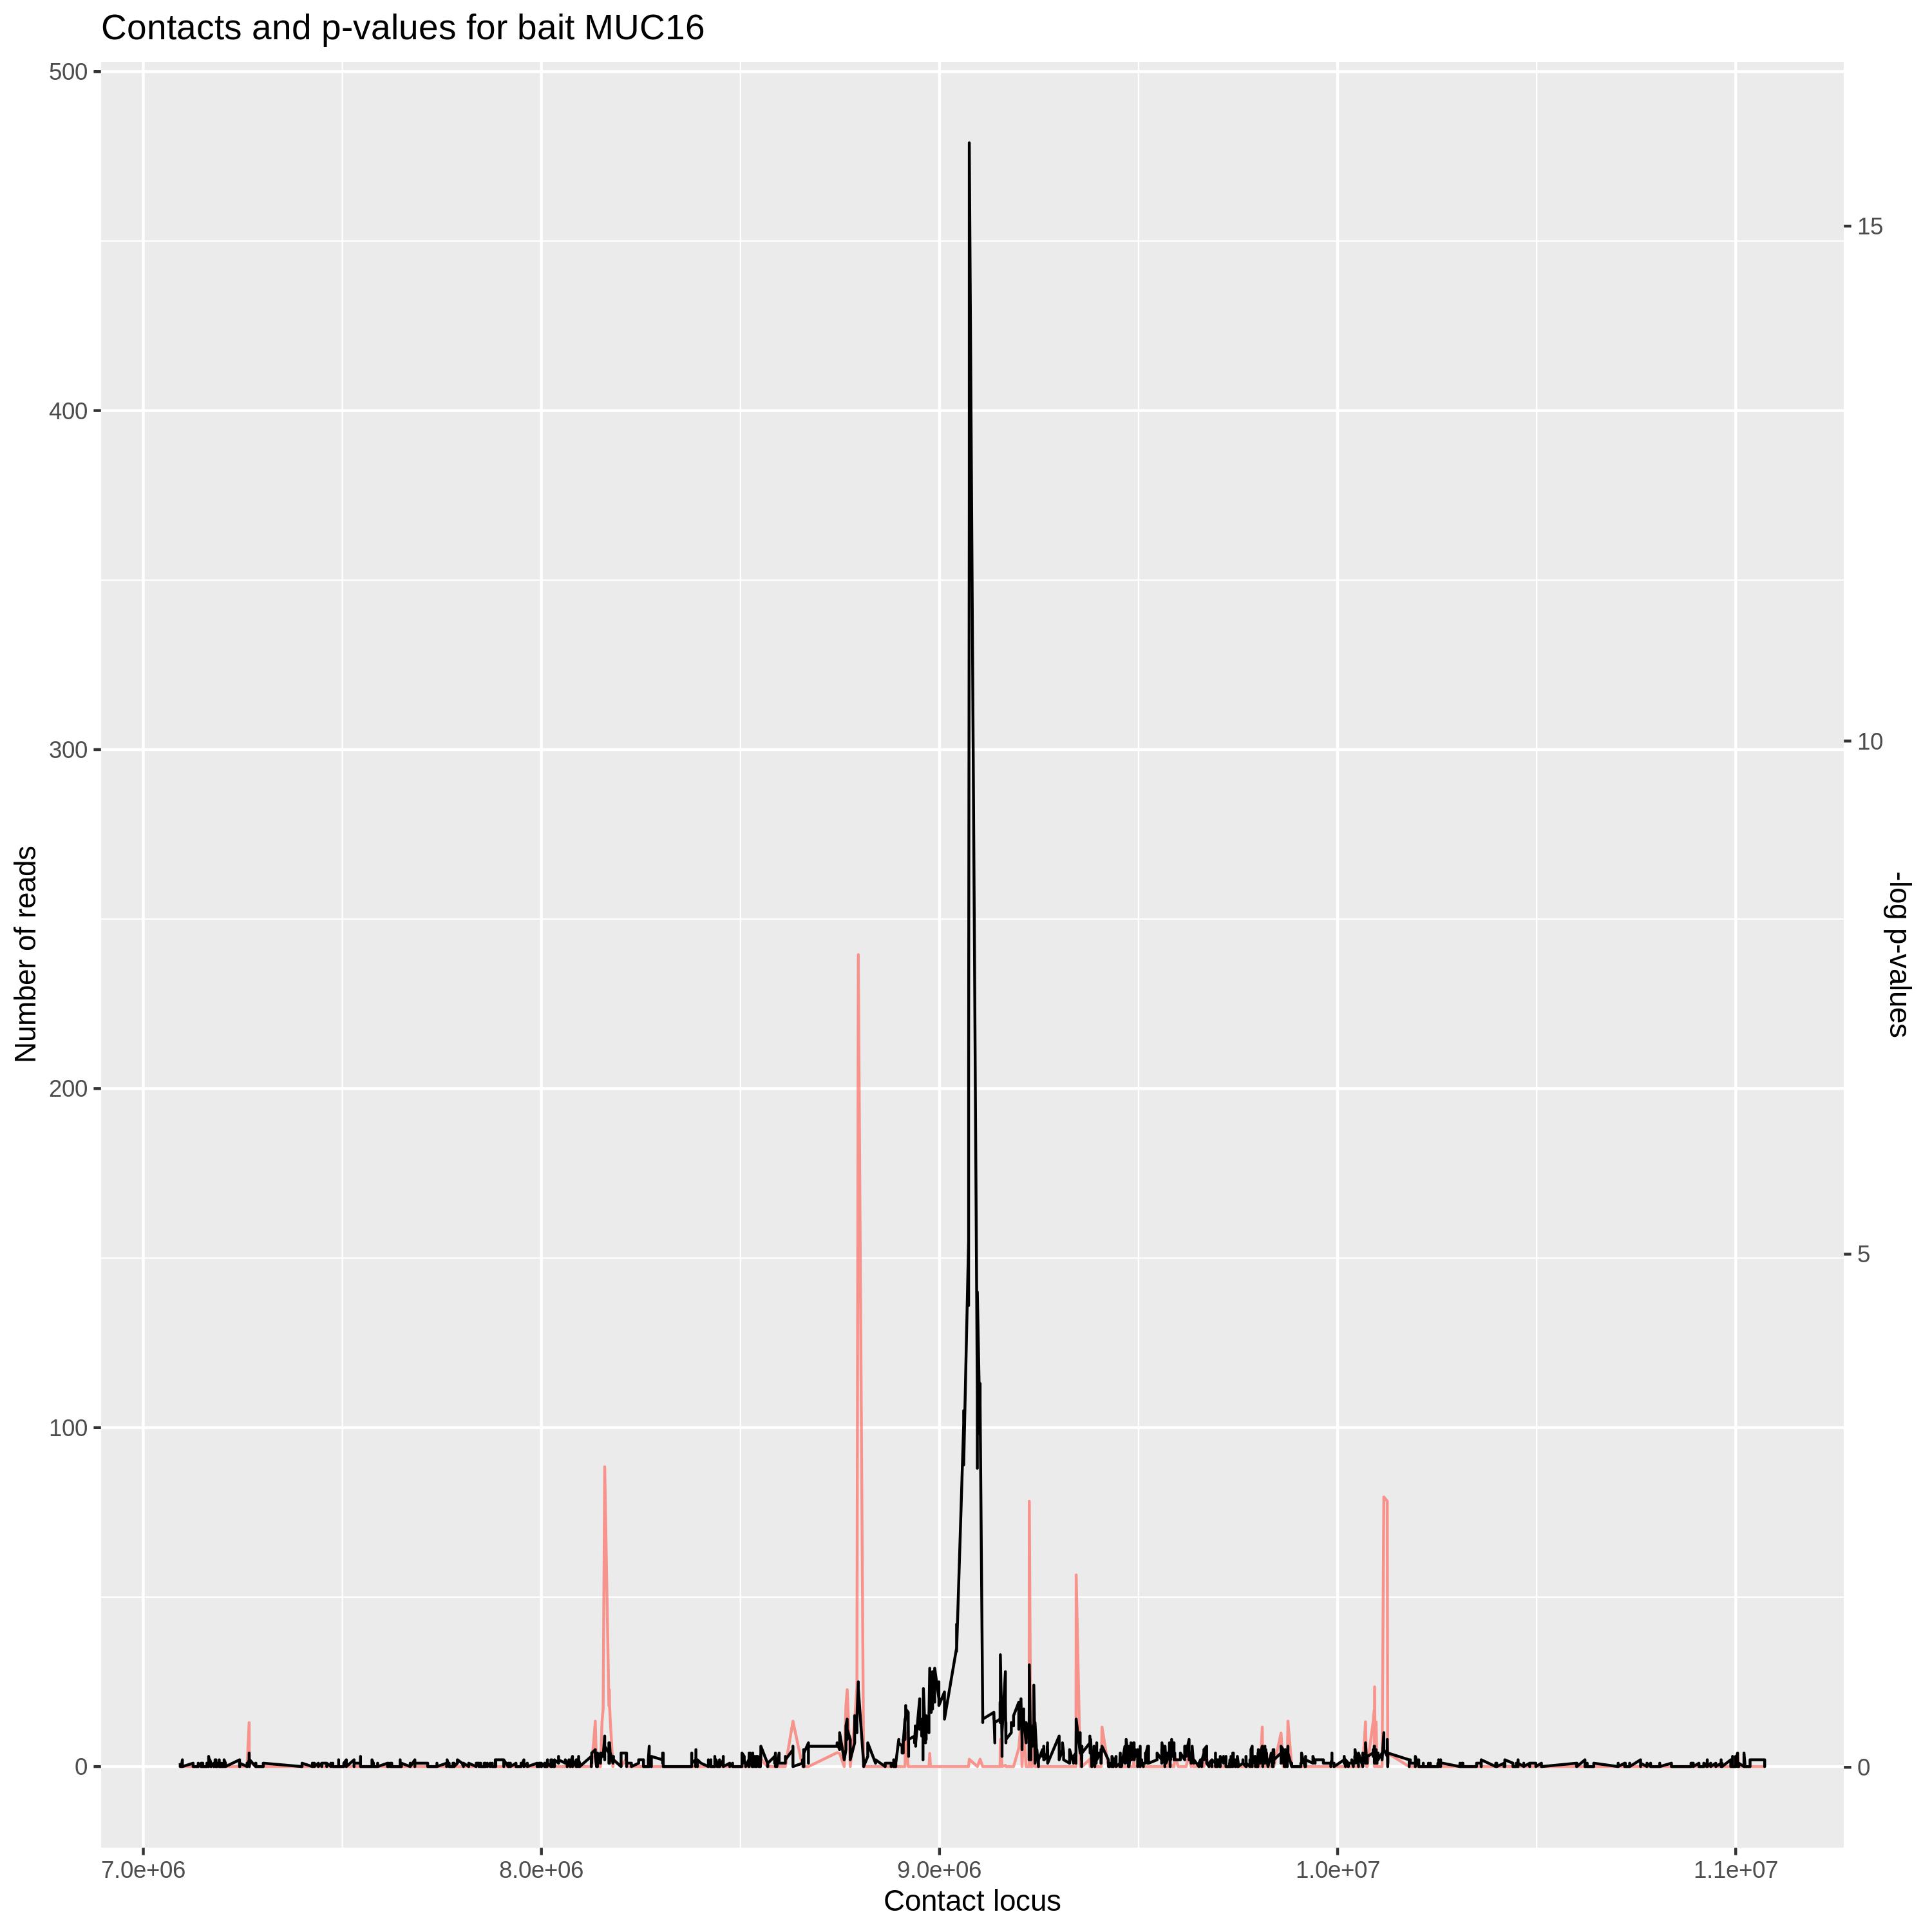 Contacts and p-values for bait MUC16
500
400
300
200
100
0
Number of reads
15
10
5
0
-log p-values
7.0e+06 8.0e+06 9.0e+06 1.0e+07 1.1e+07
Contact locus